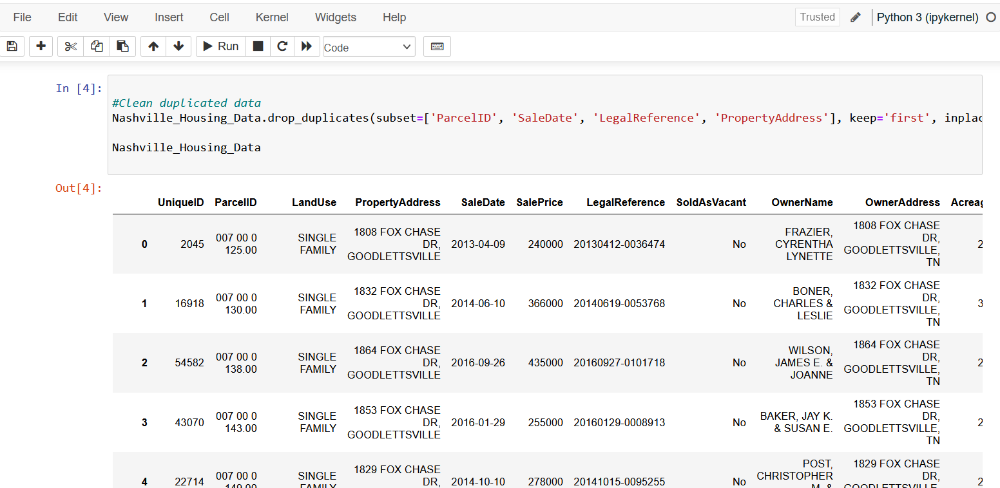 File Edit View Insert Cell Kernel Widgets Help Trusted Python 3 (ipykernel)
Run Code
In [4]:
#Clean duplicated data
Nashville_Housing_Data.drop_duplicates(subset=['ParcelID', 'SaleDate', 'LegalReference', 'PropertyAddress'], keep='first', inplac
Nashville_Housing_Data
Out[4]:
UniqueID ParcelID LandUse PropertyAddress SaleDate SalePrice LegalReference SoldAsVacant OwnerName OwnerAddress Acreag
0 2045 007 00 0 125.00 SINGLE FAMILY 1808 FOX CHASE DR, GOODLETTSVILLE 2013-04-09 240000 20130412-0036474 No FRAZIER, CYRENTHA LYNETTE 1808 FOX CHASE DR, GOODLETTSVILLE, TN 2
1 16918 007 00 0 130.00 SINGLE FAMILY 1832 FOX CHASE DR, GOODLETTSVILLE 2014-06-10 366000 20140619-0053768 No BONER, CHARLES & LESLIE 1832 FOX CHASE DR, GOODLETTSVILLE, TN 3
2 54582 007 00 0 138.00 SINGLE FAMILY 1864 FOX CHASE DR, GOODLETTSVILLE 2016-09-26 435000 20160927-0101718 No WILSON, JAMES E. & JOANNE 1864 FOX CHASE DR, GOODLETTSVILLE, TN 2
3 43070 007 00 0 143.00 SINGLE FAMILY 1853 FOX CHASE DR, GOODLETTSVILLE 2016-01-29 255000 20160129-0008913 No BAKER, JAY K. & SUSAN E. 1853 FOX CHASE DR, GOODLETTSVILLE, TN 2
4 22714 007 00 0 149.00 SINGLE FAMILY 1829 FOX CHASE DR, 2014-10-10 278000 20141015-0095255 No POST, CHRISTOPHER M. & 1829 FOX CHASE DR, GOODLETTSVILLE, 2